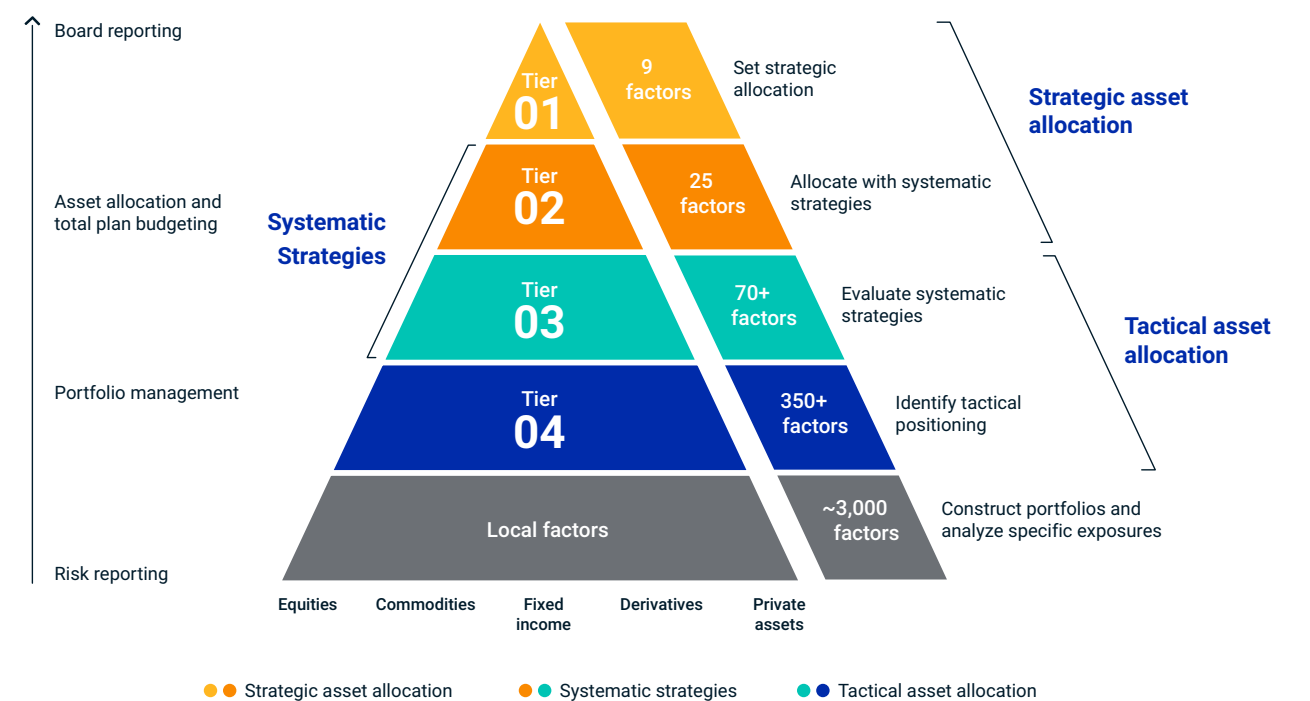 Board reporting
Tier
01
9
factors
Set strategic
allocation
Strategic asset
allocation
Asset allocation and
total plan budgeting
Systematic
Strategies
Tier
02
25
factors
Allocate with systematic
strategies
Tier
03
70+
factors
Evaluate systematic
strategies
Tactical asset
allocation
Portfolio management
Tier
04
350+
factors
Identify tactical
positioning
Local factors
~3,000
factors
Construct portfolios and
analyze specific exposures
Risk reporting
Equities
Commodities
Fixed
income
Derivatives
Private
assets
Strategic asset allocation
Systematic strategies
Tactical asset allocation